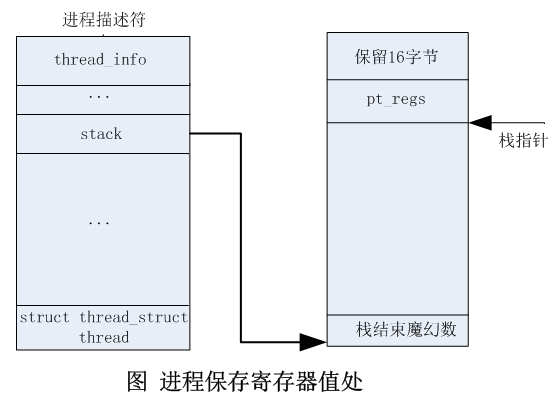 进程描述符
thread_info
...
stack
...
struct thread_struct
thread
保留16字节
pt_regs
栈指针
栈结束魔幻数
图 进程保存寄存器值处